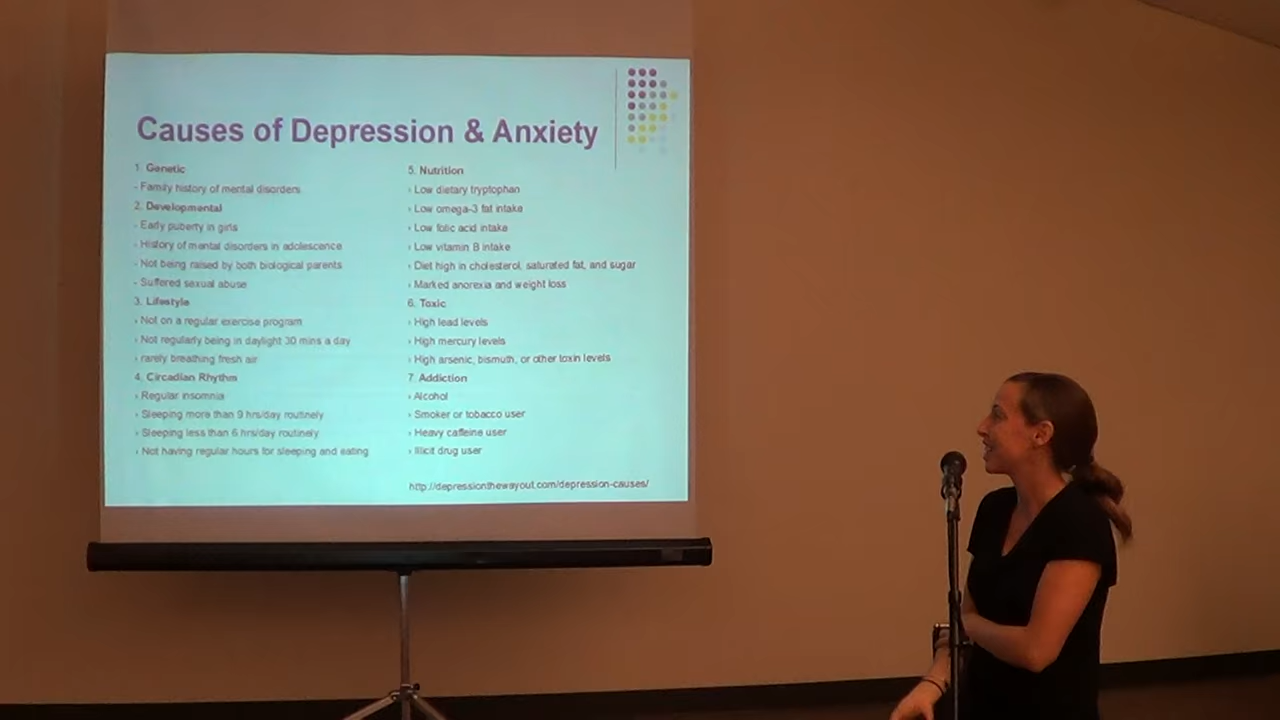 Causes of Depression & Anxiety
1. Genetic
- Family history of mental disorders
2. Developmental
- Early puberty in girls
- History of mental disorders in adolescence
- Not being raised by both biological parents
- Suffered sexual abuse
3. Lifestyle
- Not on a regular exercise program
- Not regularly being in daylight 30 mins a day
- rarely breathing fresh air
4. Circadian Rhythm
- Regular insomnia
- Sleeping more than 9 hrs/day routinely
- Sleeping less than 6 hrs/day routinely
- Not having regular hours for sleeping and eating
5. Nutrition
- Low dietary tryptophan
- Low omega-3 fat intake
- Low folic acid intake
- Low vitamin B intake
- Diet high in cholesterol, saturated fat, and sugar
- Marked anorexia and weight loss
6. Toxic
- High lead levels
- High mercury levels
- High arsenic, bismuth, or other toxin levels
7. Addiction
- Alcohol
- Smoker or tobacco user
- Heavy caffeine user
- Illicit drug user
http://depressionthewayout.com/depression-causes/